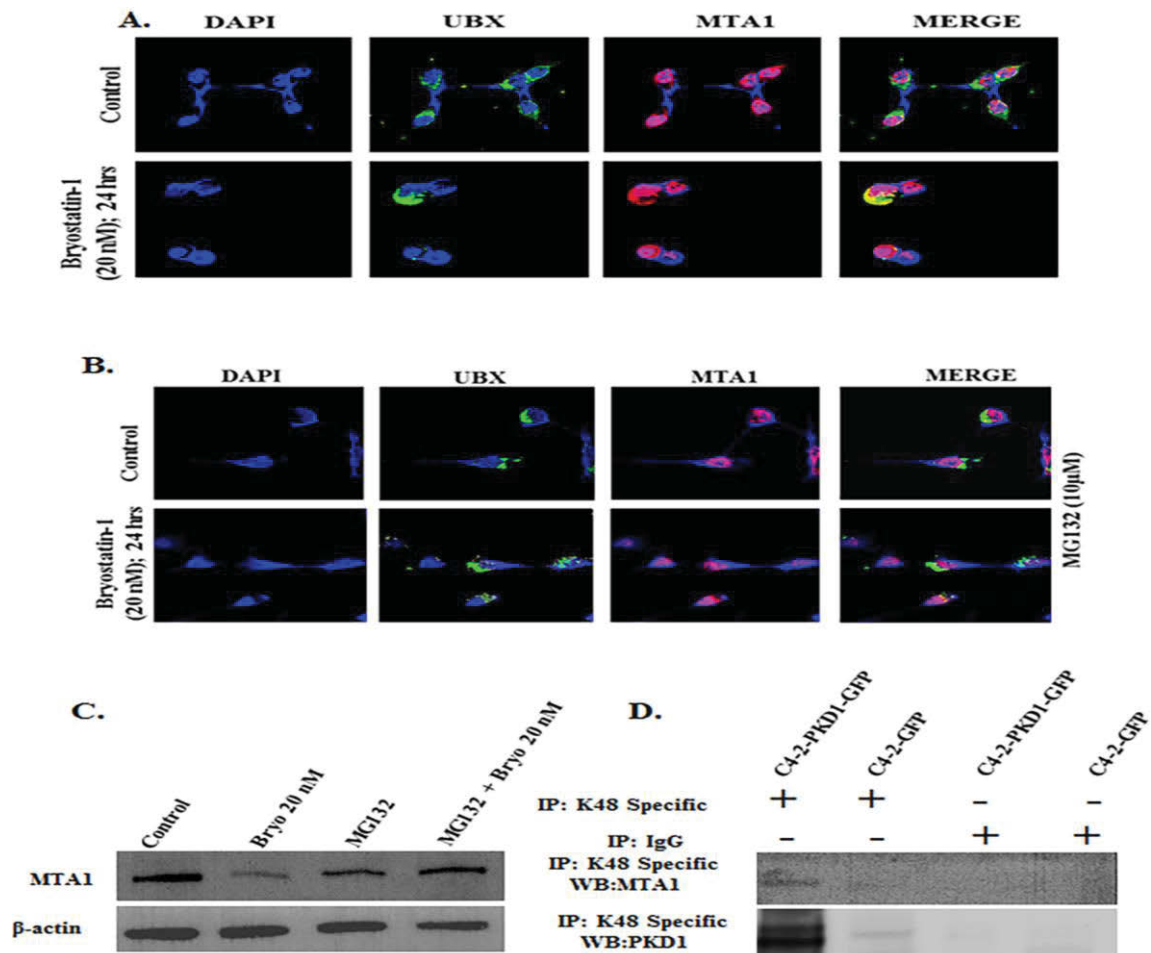 A.
DAPI UBX MTA1 MERGE
Control
Bryostatin-1
(20 nM); 24 hrs
B.
DAPI UBX MTA1 MERGE
Control
Bryostatin-1
(20 nM); 24 hrs
MG132 (10μM)
C.
Control Bryo 20 nM MG132 MG132 + Bryo 20 nM
MTA1
β-actin
D.
C4-2-PKD1-GFP C4-2-GFP C4-2-PKD1-GFP C4-2-GFP
IP: K48 Specific + + - -
IP: IgG - - + +
IP: K48 Specific
WB:MTA1
IP: K48 Specific
WB:PKD1